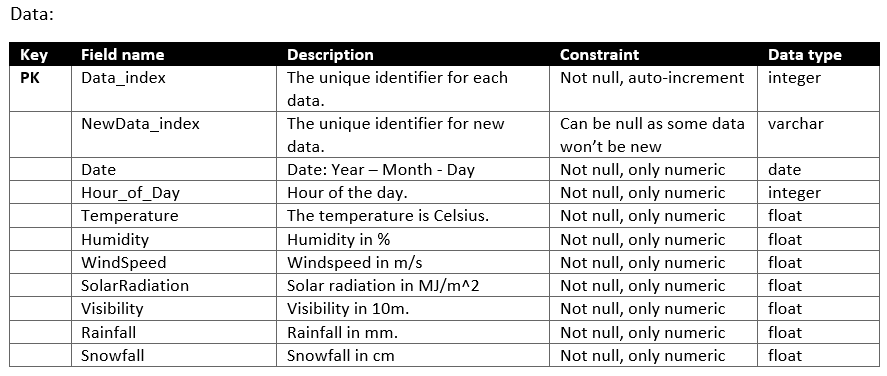 Data:
Key Field name Description Constraint Data type
PK Data_index The unique identifier for each Not null, auto-increment integer
data.
NewData_index The unique identifier for new Can be null as some data varchar
data. won’t be new
Date Date: Year – Month - Day Not null, only numeric date
Hour_of_Day Hour of the day. Not null, only numeric integer
Temperature The temperature is Celsius. Not null, only numeric float
Humidity Humidity in % Not null, only numeric float
WindSpeed Windspeed in m/s Not null, only numeric float
SolarRadiation Solar radiation in MJ/m^2 Not null, only numeric float
Visibility Visibility in 10m. Not null, only numeric float
Rainfall Rainfall in mm. Not null, only numeric float
Snowfall Snowfall in cm Not null, only numeric float